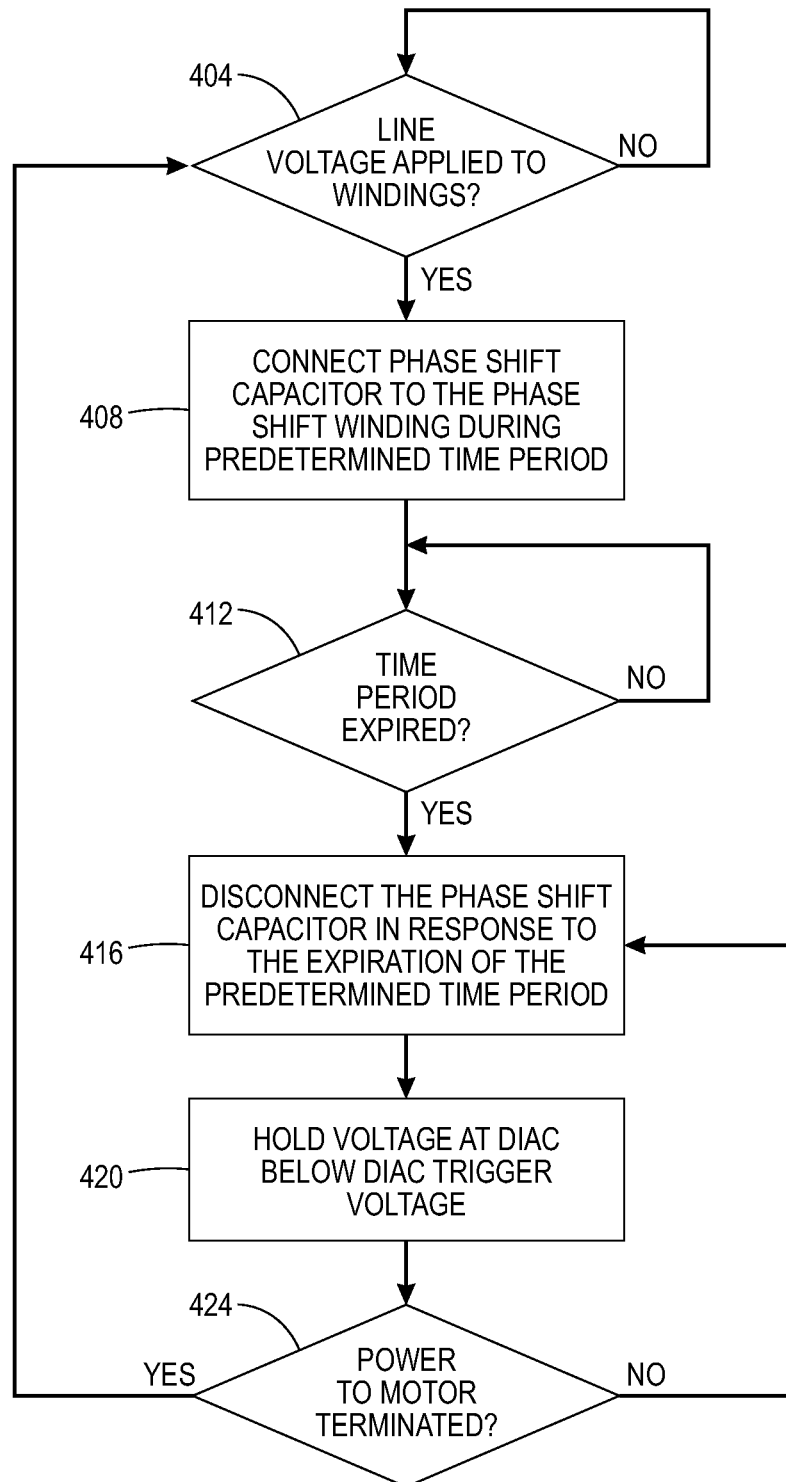 404
LINE
VOLTAGE APPLIED TO
WINDINGS?
NO
YES
408
CONNECT PHASE SHIFT
CAPACITOR TO THE PHASE
SHIFT WINDING DURING
PREDETERMINED TIME PERIOD
412
TIME
PERIOD
EXPIRED?
NO
YES
416
DISCONNECT THE PHASE SHIFT
CAPACITOR IN RESPONSE TO
THE EXPIRATION OF THE
PREDETERMINED TIME PERIOD
420
HOLD VOLTAGE AT DIAC
BELOW DIAC TRIGGER
VOLTAGE
424
YES
POWER
TO MOTOR
TERMINATED?
NO